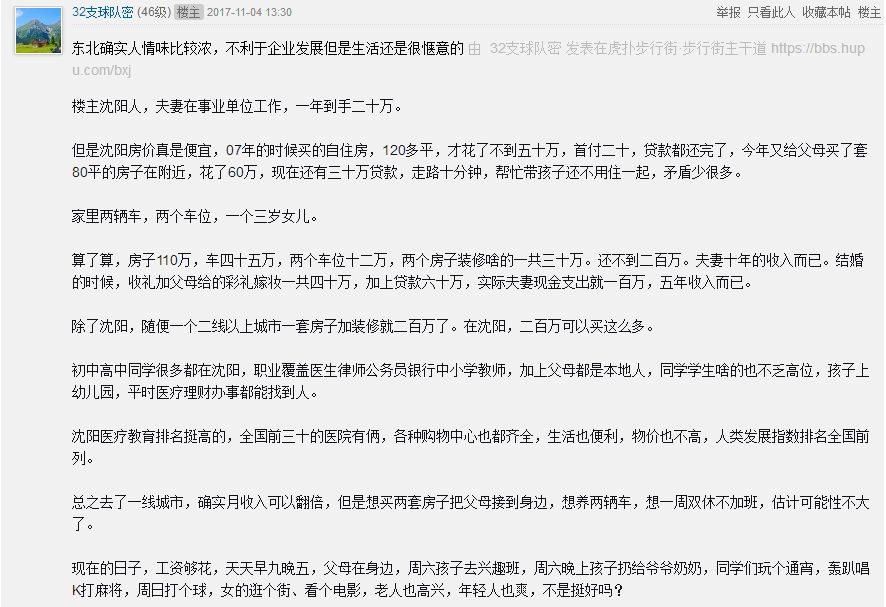 32支球队密 (46级) 楼主 2017-11-04 13:30 举报 只看此人 收藏本帖 楼主
东北确实人情味比较浓，不利于企业发展但是生活还是很惬意的 由 32支球队密 发表在虎扑步行街·步行街主干道 https://bbs.hup
u.com/bxj
楼主沈阳人，夫妻在事业单位工作，一年到手二十万。
但是沈阳房价真是便宜，07年的时候买的自住房，120多平，才花了不到五十万，首付二十，贷款都还完了，今年又给父母买了套
80平的房子在附近，花了60万，现在还有三十万贷款，走路十分钟，帮忙带孩子还不用住一起，矛盾少很多。
家里两辆车，两个车位，一个三岁女儿。
算了算，房子110万，车四十五万，两个车位十二万，两个房子装修啥的一共三十万。还不到二百万。夫妻十年的收入而已。结婚
的时候，收礼加父母给的彩礼嫁妆一共四十万，加上贷款六十万，实际夫妻现金支出就一百万，五年收入而已。
除了沈阳，随便一个二线以上城市一套房子加装修就二百万了。在沈阳，二百万可以买这么多。
初中高中同学很多都在沈阳，职业覆盖医生律师公务员银行中小学教师，加上父母都是本地人，同学学生啥的也不乏高位，孩子上
幼儿园，平时医疗理财办事都能找到人。
沈阳医疗教育排名挺高的，全国前三十的医院有俩，各种购物中心也都齐全，生活也便利，物价也不高，人类发展指数排名全国前
列。
总之去了一线城市，确实月收入可以翻倍，但是想买两套房子把父母接到身边，想养两辆车，想一周双休不加班，估计可能性不大
了。
现在的日子，工资够花，天天早九晚五，父母在身边，周六孩子去兴趣班，周六晚上孩子扔给爷爷奶奶，同学们玩个通宵，轰趴唱
K打麻将，周日打个球，女的逛个街、看个电影，老人也高兴，年轻人也爽，不是挺好吗？